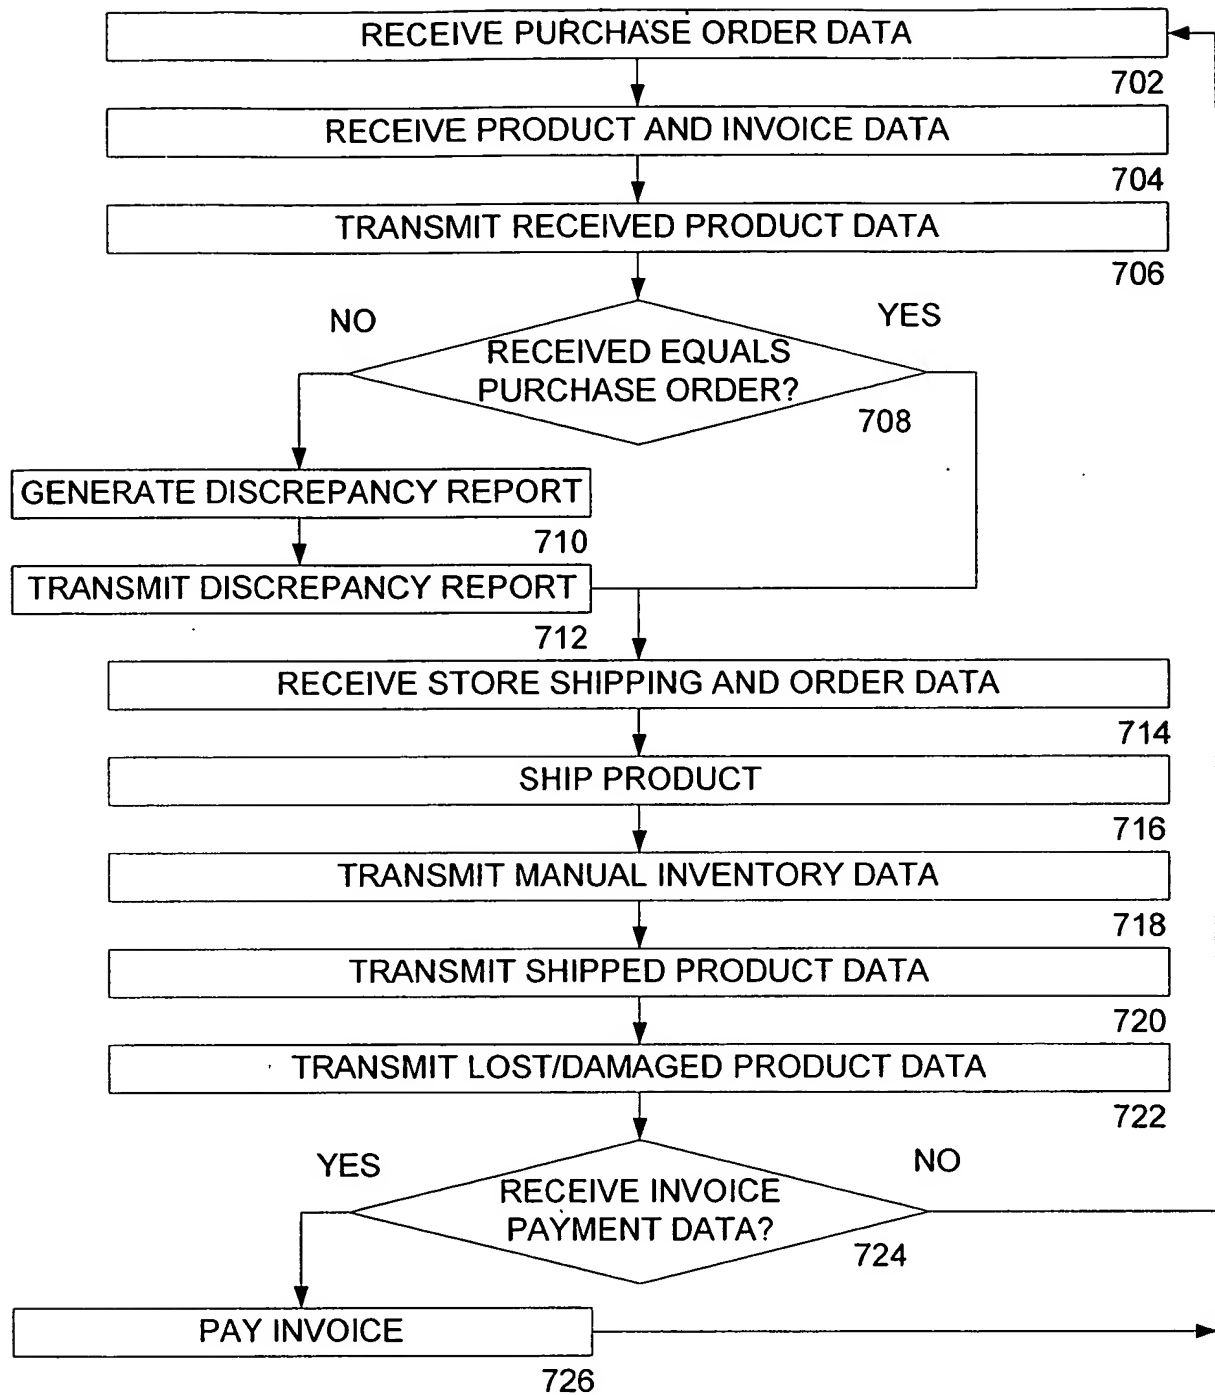 RECEIVE PURCHASE ORDER DATA
702
RECEIVE PRODUCT AND INVOICE DATA
704
TRANSMIT RECEIVED PRODUCT DATA
706
NO
YES
RECEIVED EQUALS
PURCHASE ORDER?
708
GENERATE DISCREPANCY REPORT
710
TRANSMIT DISCREPANCY REPORT
712
RECEIVE STORE SHIPPING AND ORDER DATA
714
SHIP PRODUCT
716
TRANSMIT MANUAL INVENTORY DATA
718
TRANSMIT SHIPPED PRODUCT DATA
720
TRANSMIT LOST/DAMAGED PRODUCT DATA
722
YES
NO
RECEIVE INVOICE
PAYMENT DATA?
724
PAY INVOICE
726